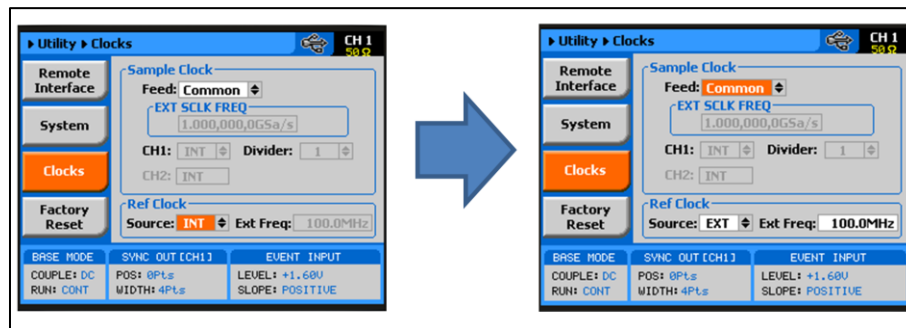 ▶ Utility ▶ Clocks
CH 1
50 Ω
Remote Interface
System
Clocks
Factory Reset
Sample Clock
Feed: Common
EXT SCLK FREQ
1.000,000,0GSa/s
CH1: INT Divider: 1
CH2: INT
Ref Clock
Source: INT Ext Freq: 100.0MHz
BASE MODE
COUPLE: DC
RUN: CONT
SYNC OUT [CH1]
POS: 0Pts
WIDTH: 4Pts
EVENT INPUT
LEVEL: +1.60V
SLOPE: POSITIVE
▶ Utility ▶ Clocks
CH 1
50 Ω
Remote Interface
System
Clocks
Factory Reset
Sample Clock
Feed: Common
EXT SCLK FREQ
1.000,000,0GSa/s
CH1: INT Divider: 1
CH2: INT
Ref Clock
Source: EXT Ext Freq: 100.0MHz
BASE MODE
COUPLE: DC
RUN: CONT
SYNC OUT [CH1]
POS: 0Pts
WIDTH: 4Pts
EVENT INPUT
LEVEL: +1.60V
SLOPE: POSITIVE